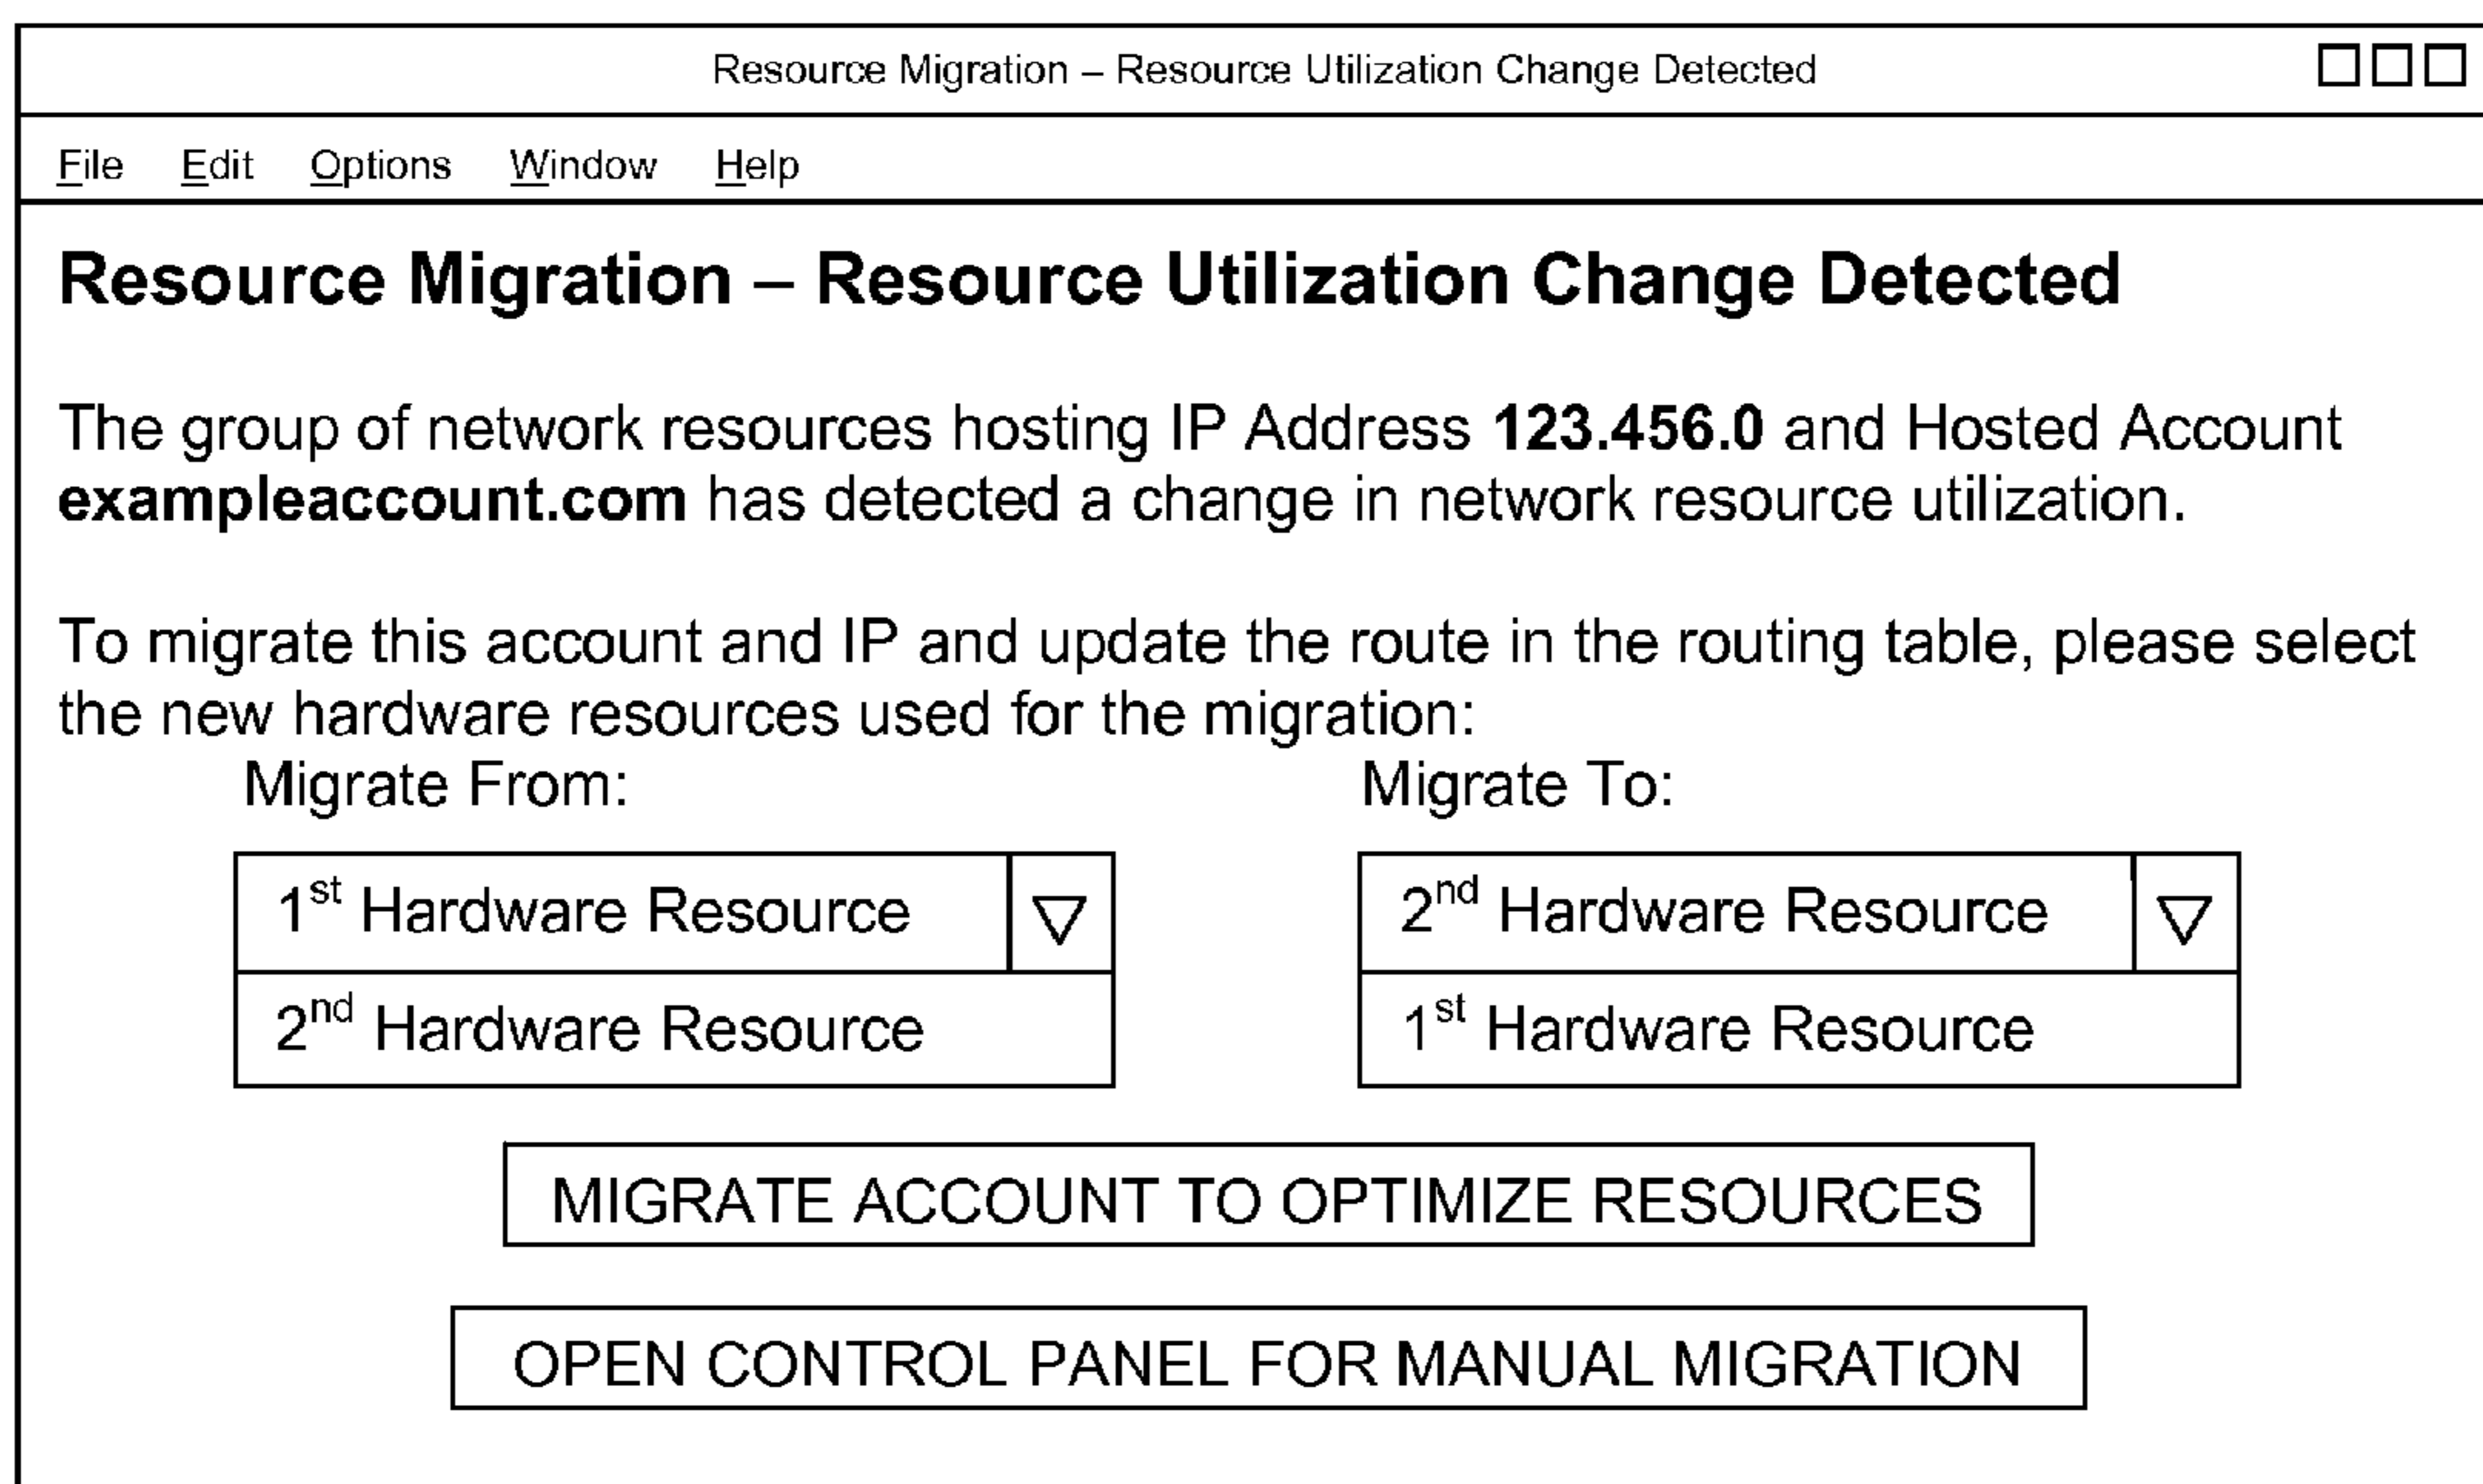 Resource Migration – Resource Utilization Change Detected
File Edit Options Window Help
Resource Migration – Resource Utilization Change Detected
The group of network resources hosting IP Address 123.456.0 and Hosted Account
exampleaccount.com has detected a change in network resource utilization.
To migrate this account and IP and update the route in the routing table, please select
the new hardware resources used for the migration:
Migrate From: Migrate To:
1st Hardware Resource 2nd Hardware Resource
2nd Hardware Resource 1st Hardware Resource
MIGRATE ACCOUNT TO OPTIMIZE RESOURCES
OPEN CONTROL PANEL FOR MANUAL MIGRATION